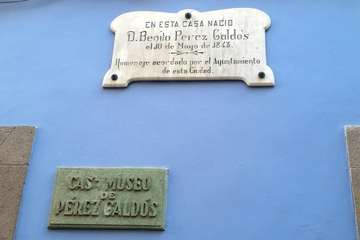 EN ESTA CASA NACIÓ
D. Benito Pérez Galdós
el 10 de Mayo de 1843.
Homenaje acordado por el Ayuntamiento
de esta Ciudad.
CASA MUSEO
DE
PÉREZ GALDÓS